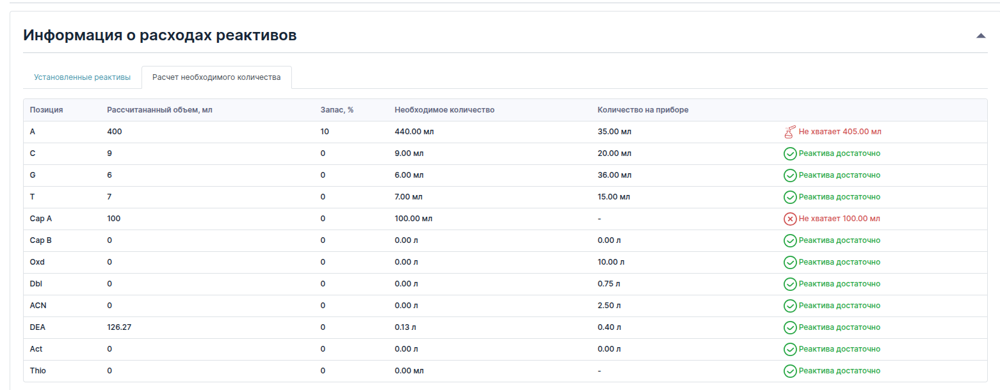 Информация о расходах реактивов
Установленные реактивы Расчет необходимого количества
Позиция Рассчитананный объем, мл Запас, % Необходимое количество Количество на приборе
A 400 10 440.00 мл 35.00 мл Не хватает 405.00 мл
C 9 0 9.00 мл 20.00 мл Реактива достаточно
G 6 0 6.00 мл 36.00 мл Реактива достаточно
T 7 0 7.00 мл 15.00 мл Реактива достаточно
Cap A 100 0 100.00 мл - Не хватает 100.00 мл
Cap B 0 0 0.00 л 0.00 л Реактива достаточно
Oxd 0 0 0.00 л 10.00 л Реактива достаточно
Dbl 0 0 0.00 л 0.75 л Реактива достаточно
ACN 0 0 0.00 л 2.50 л Реактива достаточно
DEA 126.27 0 0.13 л 0.40 л Реактива достаточно
Act 0 0 0.00 л 0.00 л Реактива достаточно
Thio 0 0 0.00 мл - Реактива достаточно